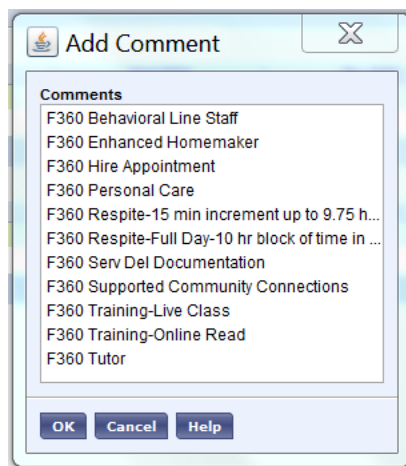 Add Comment
Comments
F360 Behavioral Line Staff
F360 Enhanced Homemaker
F360 Hire Appointment
F360 Personal Care
F360 Respite-15 min increment up to 9.75 h...
F360 Respite-Full Day-10 hr block of time in ...
F360 Serv Del Documentation
F360 Supported Community Connections
F360 Training-Live Class
F360 Training-Online Read
F360 Tutor
OK Cancel Help